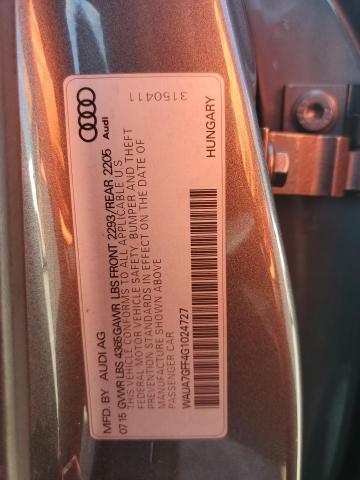 MFD. BY AUDI AG
Audi
07.15 GVWR LBS 4365 GAWR LBS FRONT 2293/REAR 2205
THIS VEHICLE CONFORMS TO ALL APPLICABLE U.S.
FEDERAL MOTOR VEHICLE SAFETY, BUMPER AND THEFT
PREVENTION STANDARDS IN EFFECT ON THE DATE OF
MANUFACTURE SHOWN ABOVE
PASSENGER CAR
3150411
WAUA7GFF4G1024727
HUNGARY